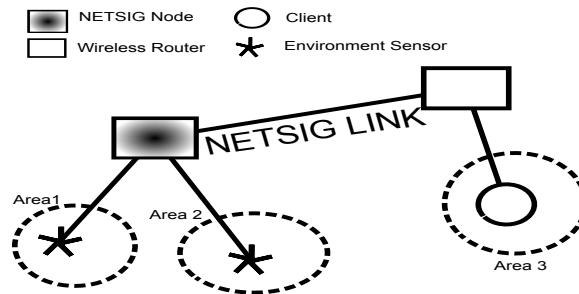 NETSIG Node
Client
Wireless Router
Environment Sensor
NETSIG LINK
Area1
Area 2
Area 3